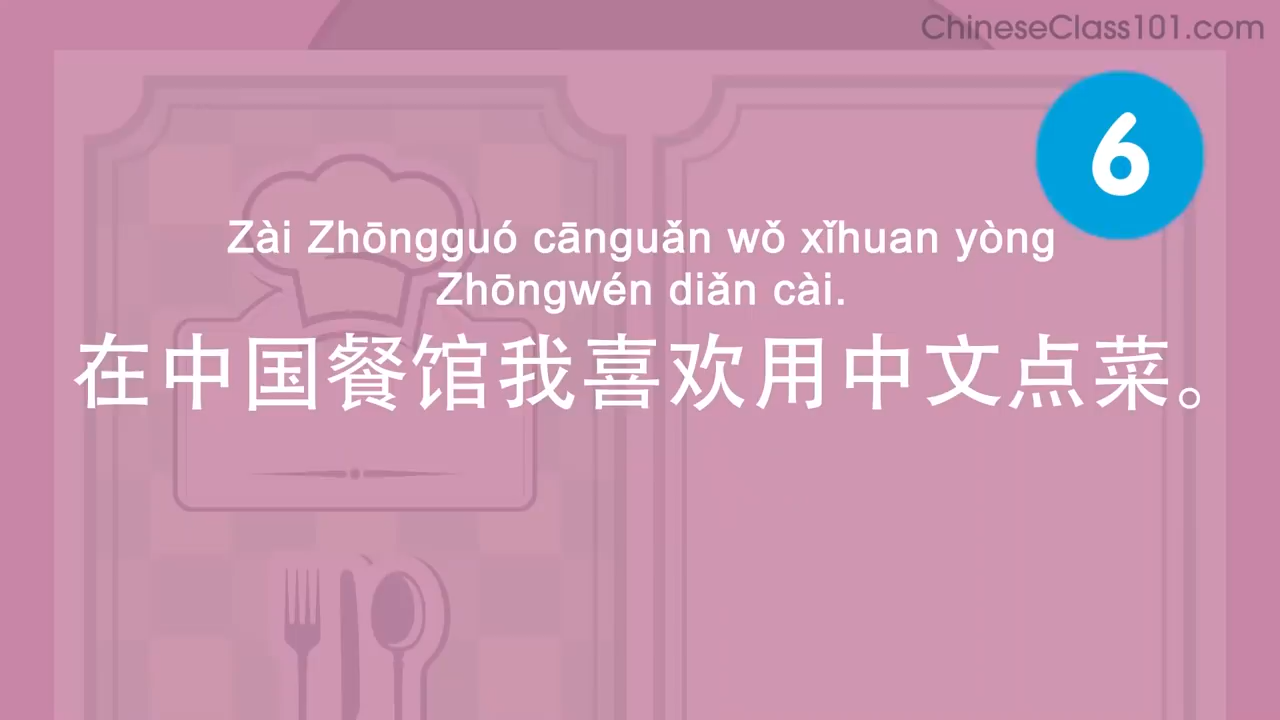 ChineseClass101.com
6
Zài Zhōngguó cānguǎn wǒ xǐhuan yòng
Zhōngwén diǎn cài.
在中国餐馆我喜欢用中文点菜。